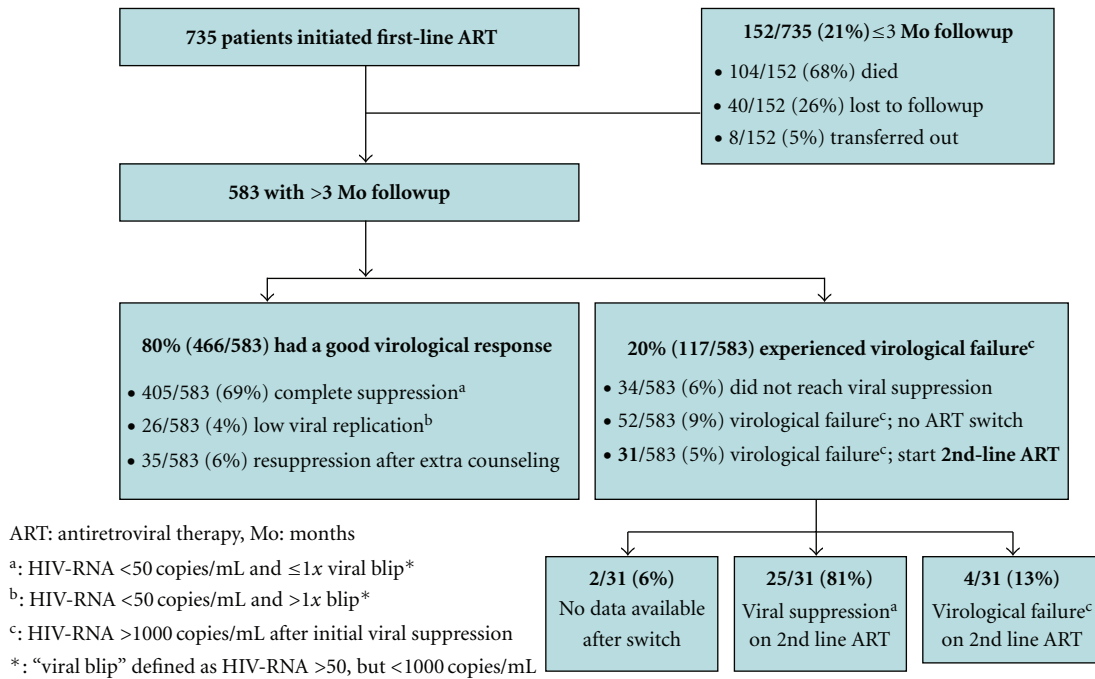 735 patients initiated first-line ART
152/735 (21%) ≤3 Mo followup
• 104/152 (68%) died
• 40/152 (26%) lost to followup
• 8/152 (5%) transferred out
583 with >3 Mo followup
80% (466/583) had a good virological response
• 405/583 (69%) complete suppressionᵃ
• 26/583 (4%) low viral replicationᵇ
• 35/583 (6%) resuppression after extra counseling
20% (117/583) experienced virological failureᶜ
• 34/583 (6%) did not reach viral suppression
• 52/583 (9%) virological failureᶜ; no ART switch
• 31/583 (5%) virological failureᶜ; start 2nd-line ART
2/31 (6%)
No data available
after switch
25/31 (81%)
Viral suppressionᵃ
on 2nd line ART
4/31 (13%)
Virological failureᶜ
on 2nd line ART
ART: antiretroviral therapy, Mo: months
ᵃ: HIV-RNA <50 copies/mL and ≤1x viral blip*
ᵇ: HIV-RNA <50 copies/mL and >1x blip*
ᶜ: HIV-RNA >1000 copies/mL after initial viral suppression
*: “viral blip” defined as HIV-RNA >50, but <1000 copies/mL